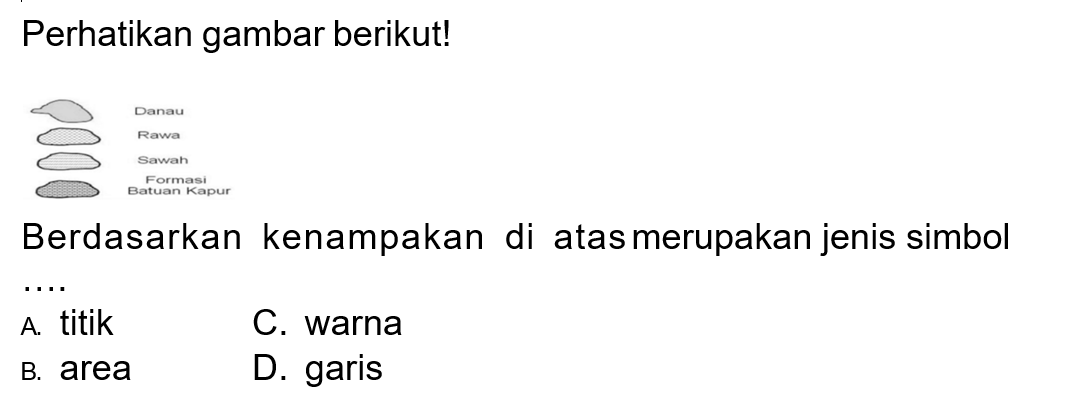 Perhatikan gambar berikut!
Danau
Rawa
Sawah
Formasi
Batuan Kapur
Berdasarkan kenampakan di atas merupakan jenis simbol
....
A. titik C. warna
B. area D. garis